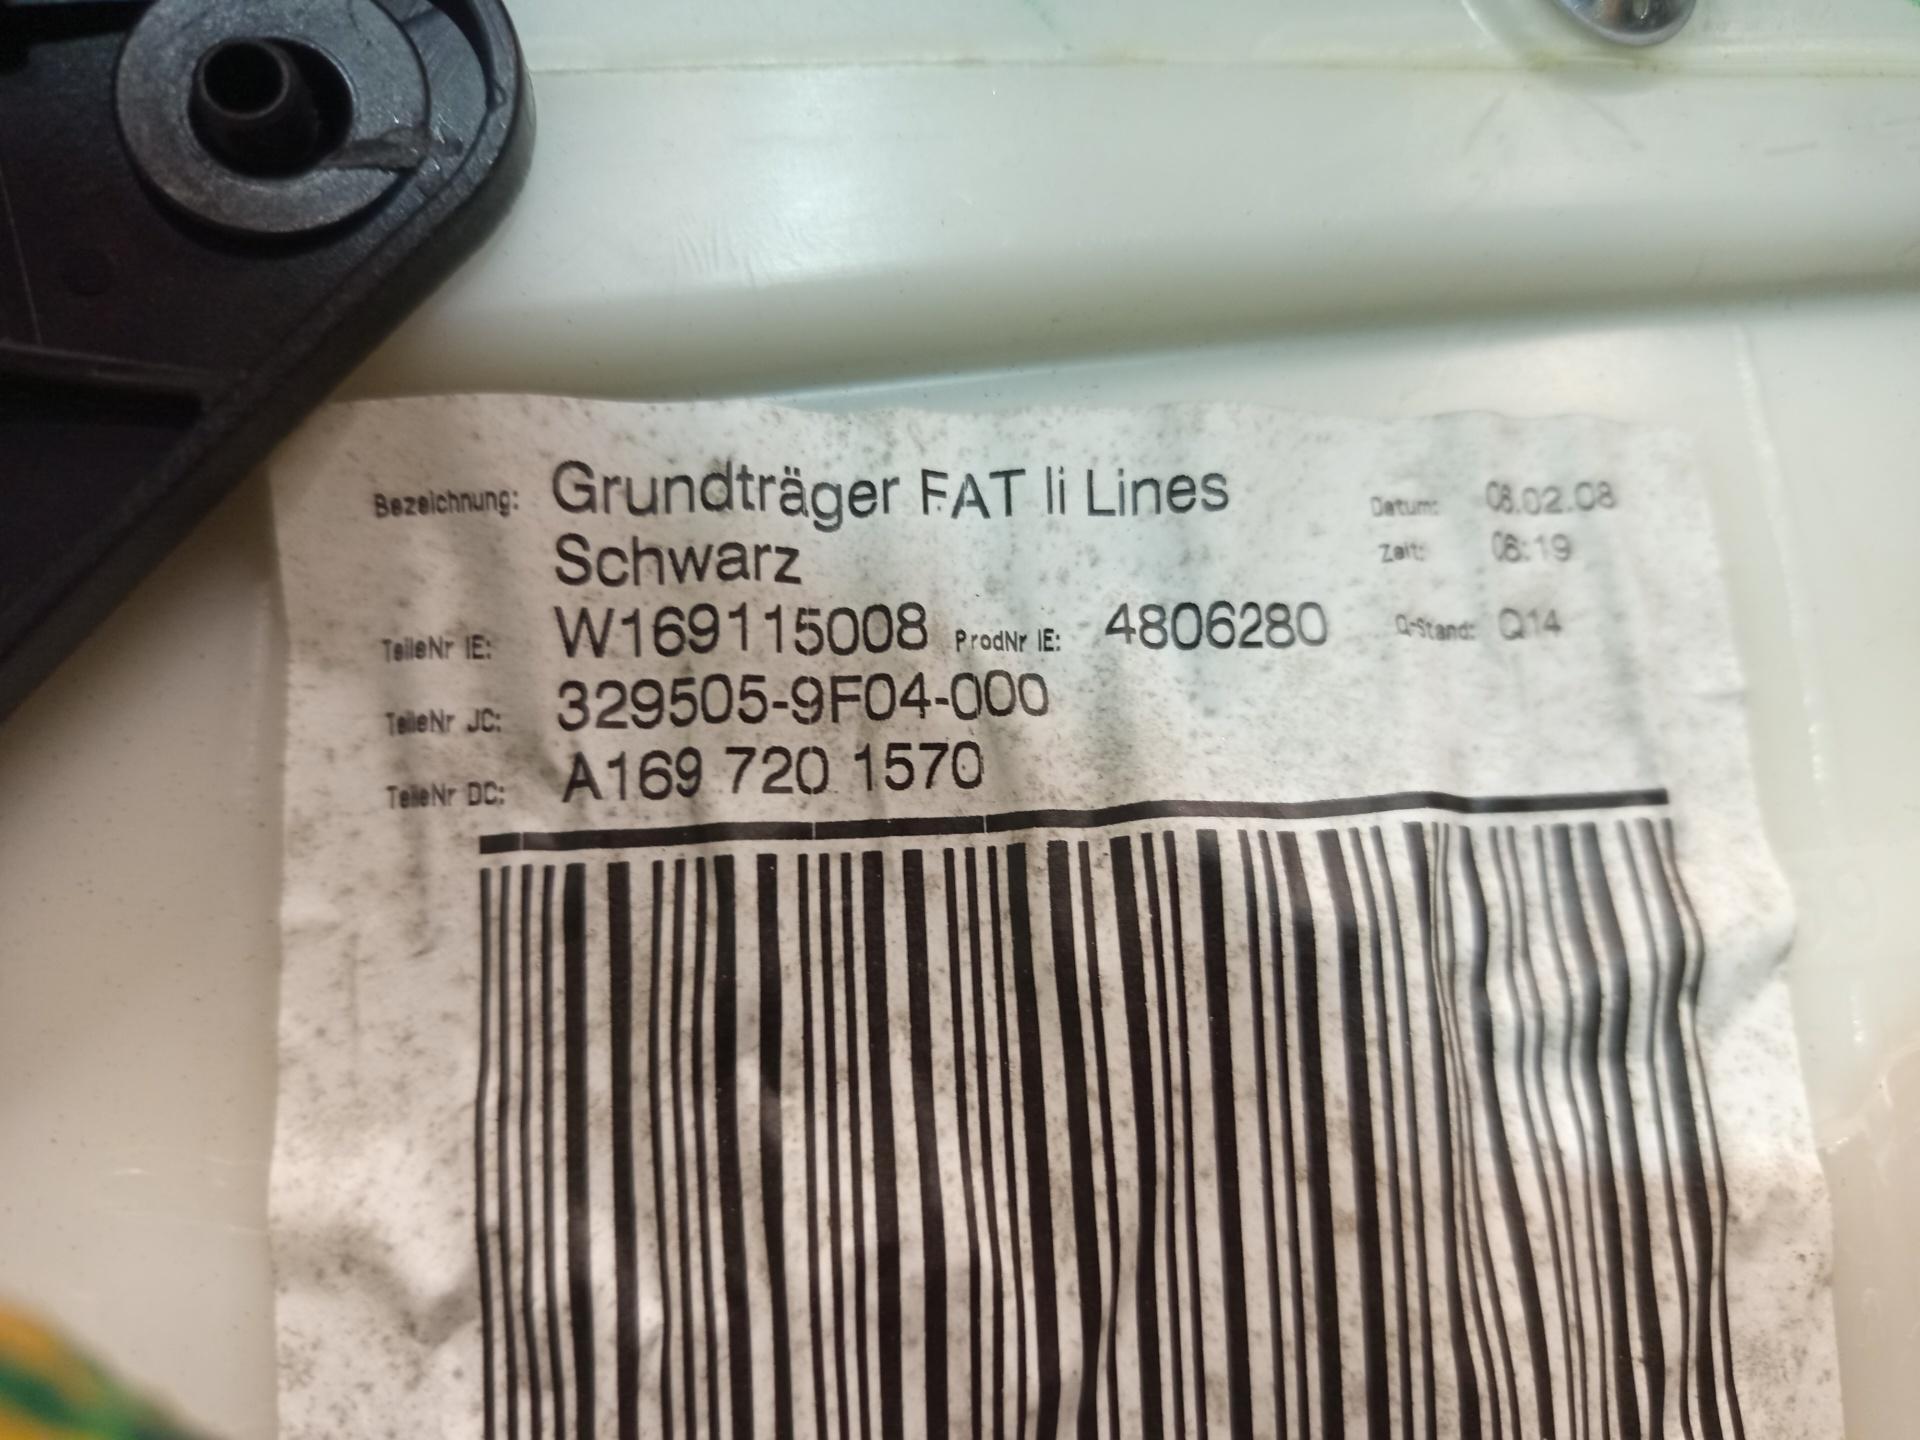 Bezeichnung: Grundträger FAT li Lines
Schwarz
Datum: 08.02.08
Zeit: 06:19
TeileNr IE: W169115008 ProdNr IE: 4806280 Q-Stand: Q14
TeileNr JC: 329505-9F04-000
TeileNr DC: A169 720 1570